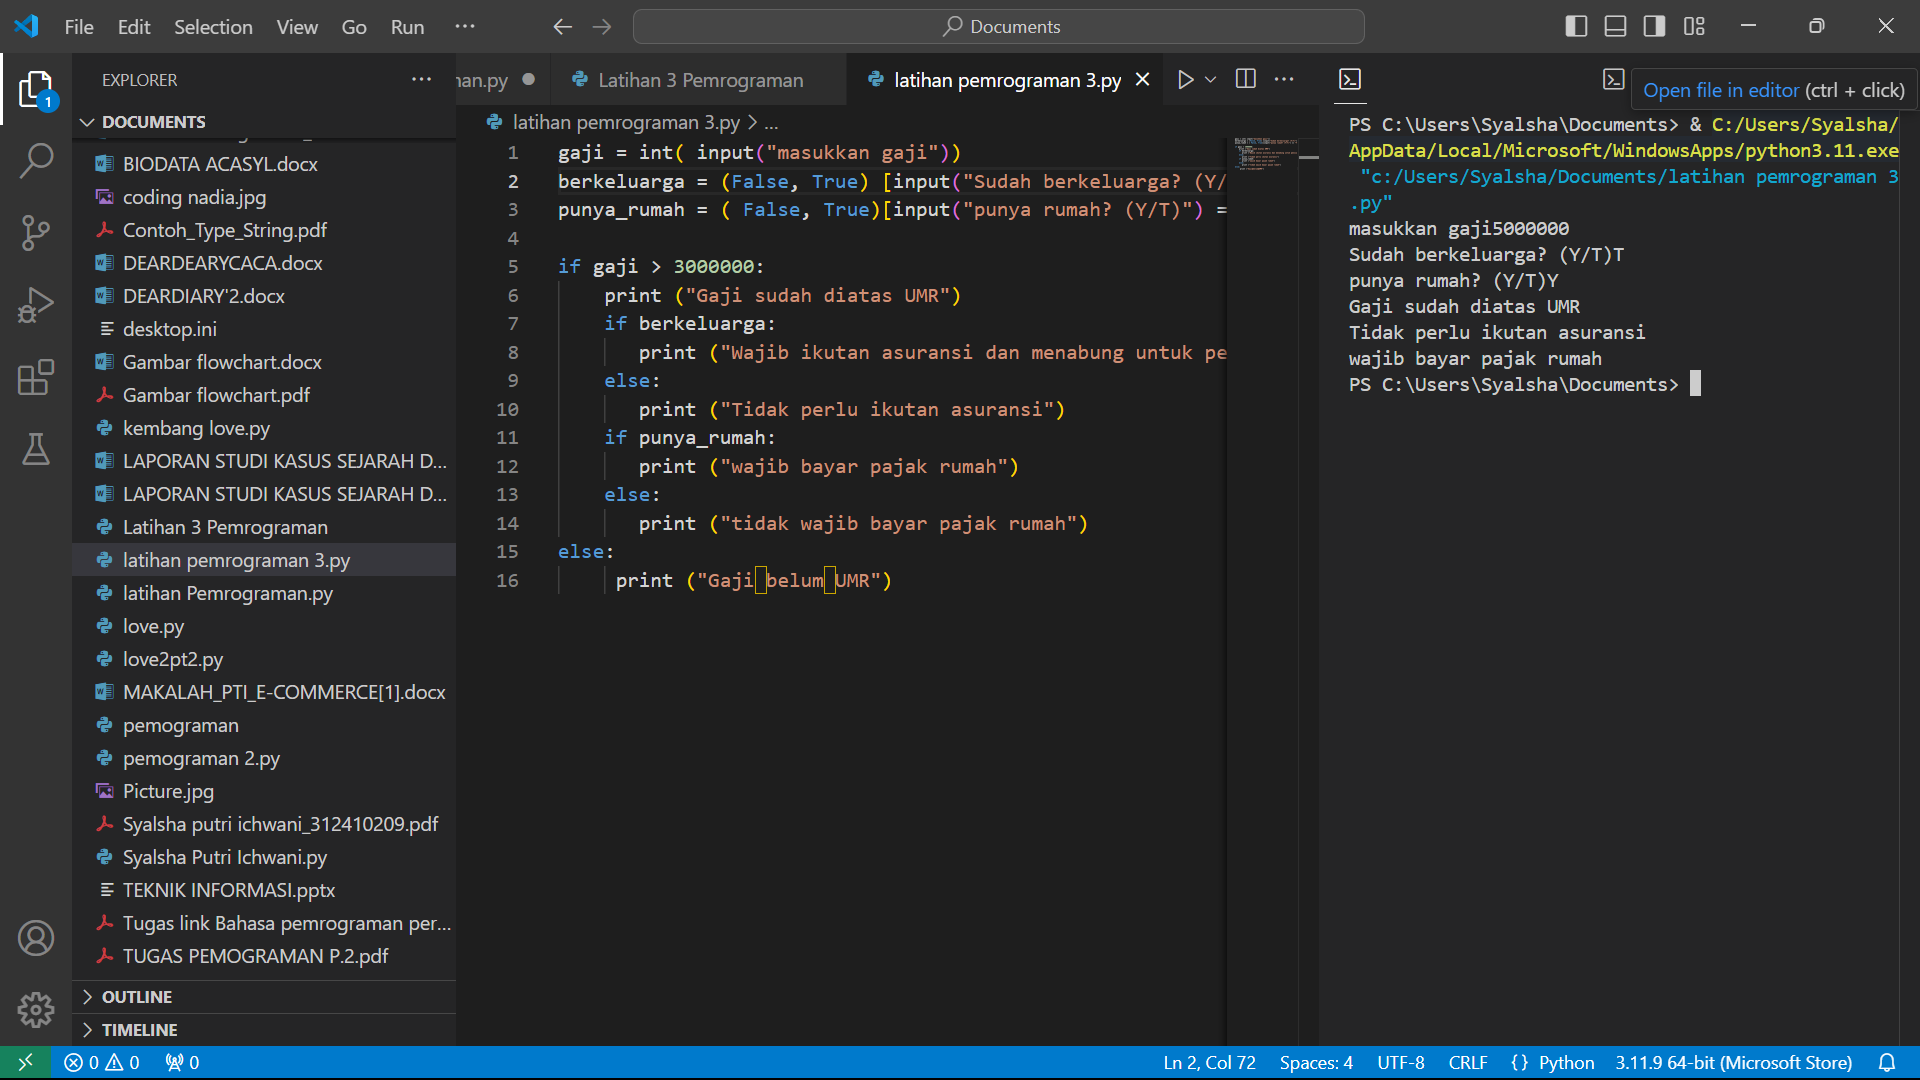 File Edit Selection View Go Run ...
Documents
EXPLORER
DOCUMENTS
BIODATA ACASYL.docx
coding nadia.jpg
Contoh_Type_String.pdf
DEARDEARYCACA.docx
DEARDIARY'2.docx
desktop.ini
Gambar flowchart.docx
Gambar flowchart.pdf
kembang love.py
LAPORAN STUDI KASUS SEJARAH D...
LAPORAN STUDI KASUS SEJARAH D...
Latihan 3 Pemrograman
latihan pemrograman 3.py
latihan Pemrograman.py
love.py
love2pt2.py
MAKALAH_PTI_E-COMMERCE[1].docx
pemograman
pemograman 2.py
Picture.jpg
Syalsha putri ichwani_312410209.pdf
Syalsha Putri Ichwani.py
TEKNIK INFORMASI.pptx
Tugas link Bahasa pemrograman per...
TUGAS PEMOGRAMAN P.2.pdf
OUTLINE
TIMELINE
1
nan.py
Latihan 3 Pemrograman
latihan pemrograman 3.py
latihan pemrograman 3.py > ...
1 gaji = int( input("masukkan gaji"))
2 berkeluarga = (False, True) [input("Sudah berkeluarga? (Y/
3 punya_rumah = ( False, True)[input("punya rumah? (Y/T)") =
4
5 if gaji > 3000000:
6 print ("Gaji sudah diatas UMR")
7 if berkeluarga:
8 print ("Wajib ikutan asuransi dan menabung untuk pe
9 else:
10 print ("Tidak perlu ikutan asuransi")
11 if punya_rumah:
12 print ("wajib bayar pajak rumah")
13 else:
14 print ("tidak wajib bayar pajak rumah")
15 else:
16 print ("Gaji belum UMR")
Open file in editor (ctrl + click)
PS C:\Users\Syalsha\Documents> & C:/Users/Syalsha/
AppData/Local/Microsoft/WindowsApps/python3.11.exe
"c:/Users/Syalsha/Documents/latihan pemrograman 3
.py"
masukkan gaji5000000
Sudah berkeluarga? (Y/T)T
punya rumah? (Y/T)Y
Gaji sudah diatas UMR
Tidak perlu ikutan asuransi
wajib bayar pajak rumah
PS C:\Users\Syalsha\Documents>
0 0 0
Ln 2, Col 72 Spaces: 4 UTF-8 CRLF {} Python 3.11.9 64-bit (Microsoft Store)